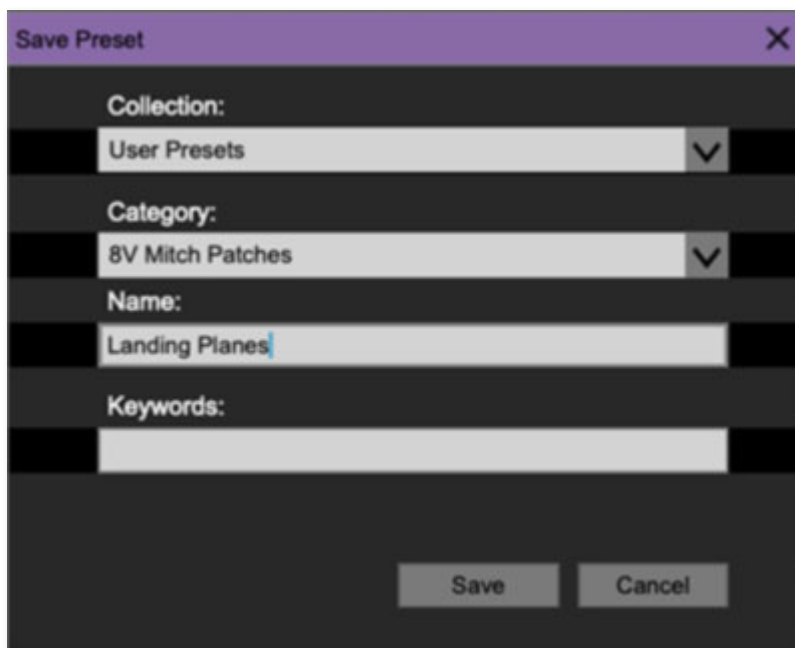 Save Preset
Collection:
User Presets
Category:
8V Mitch Patches
Name:
Landing Planes
Keywords:
Save Cancel